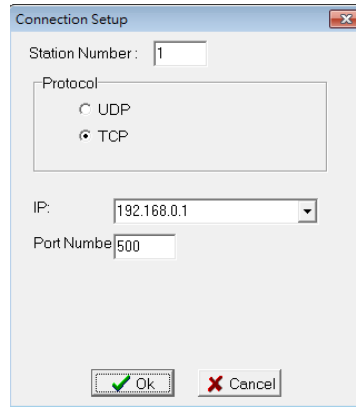 Connection Setup
Station Number : 1
Protocol
UDP
TCP
IP: 192.168.0.1
Port Numbe 500
Ok Cancel